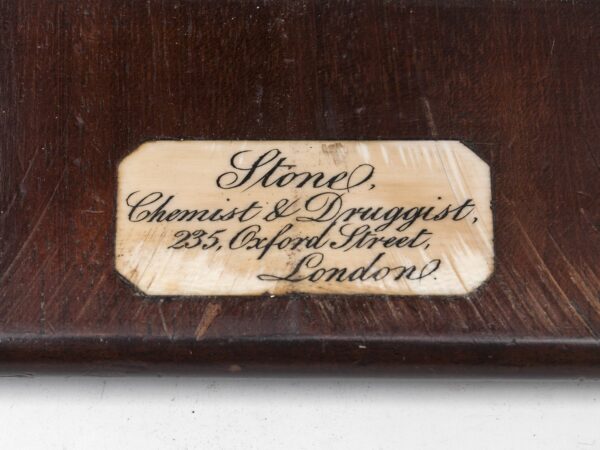 Stone,
Chemist & Druggist,
235, Oxford Street,
London.